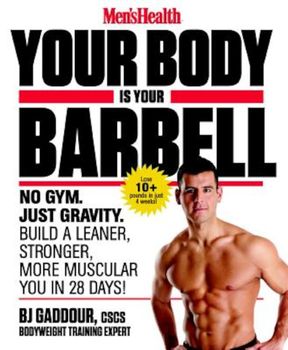 Men'sHealth
YOUR BODY
IS YOUR
BARBELL
Lose
10+
pounds in just
4 weeks!
NO GYM.
JUST GRAVITY.
BUILD A LEANER,
STRONGER,
MORE MUSCULAR
YOU IN 28 DAYS!
BJ GADDOUR, CSCS
BODYWEIGHT TRAINING EXPERT